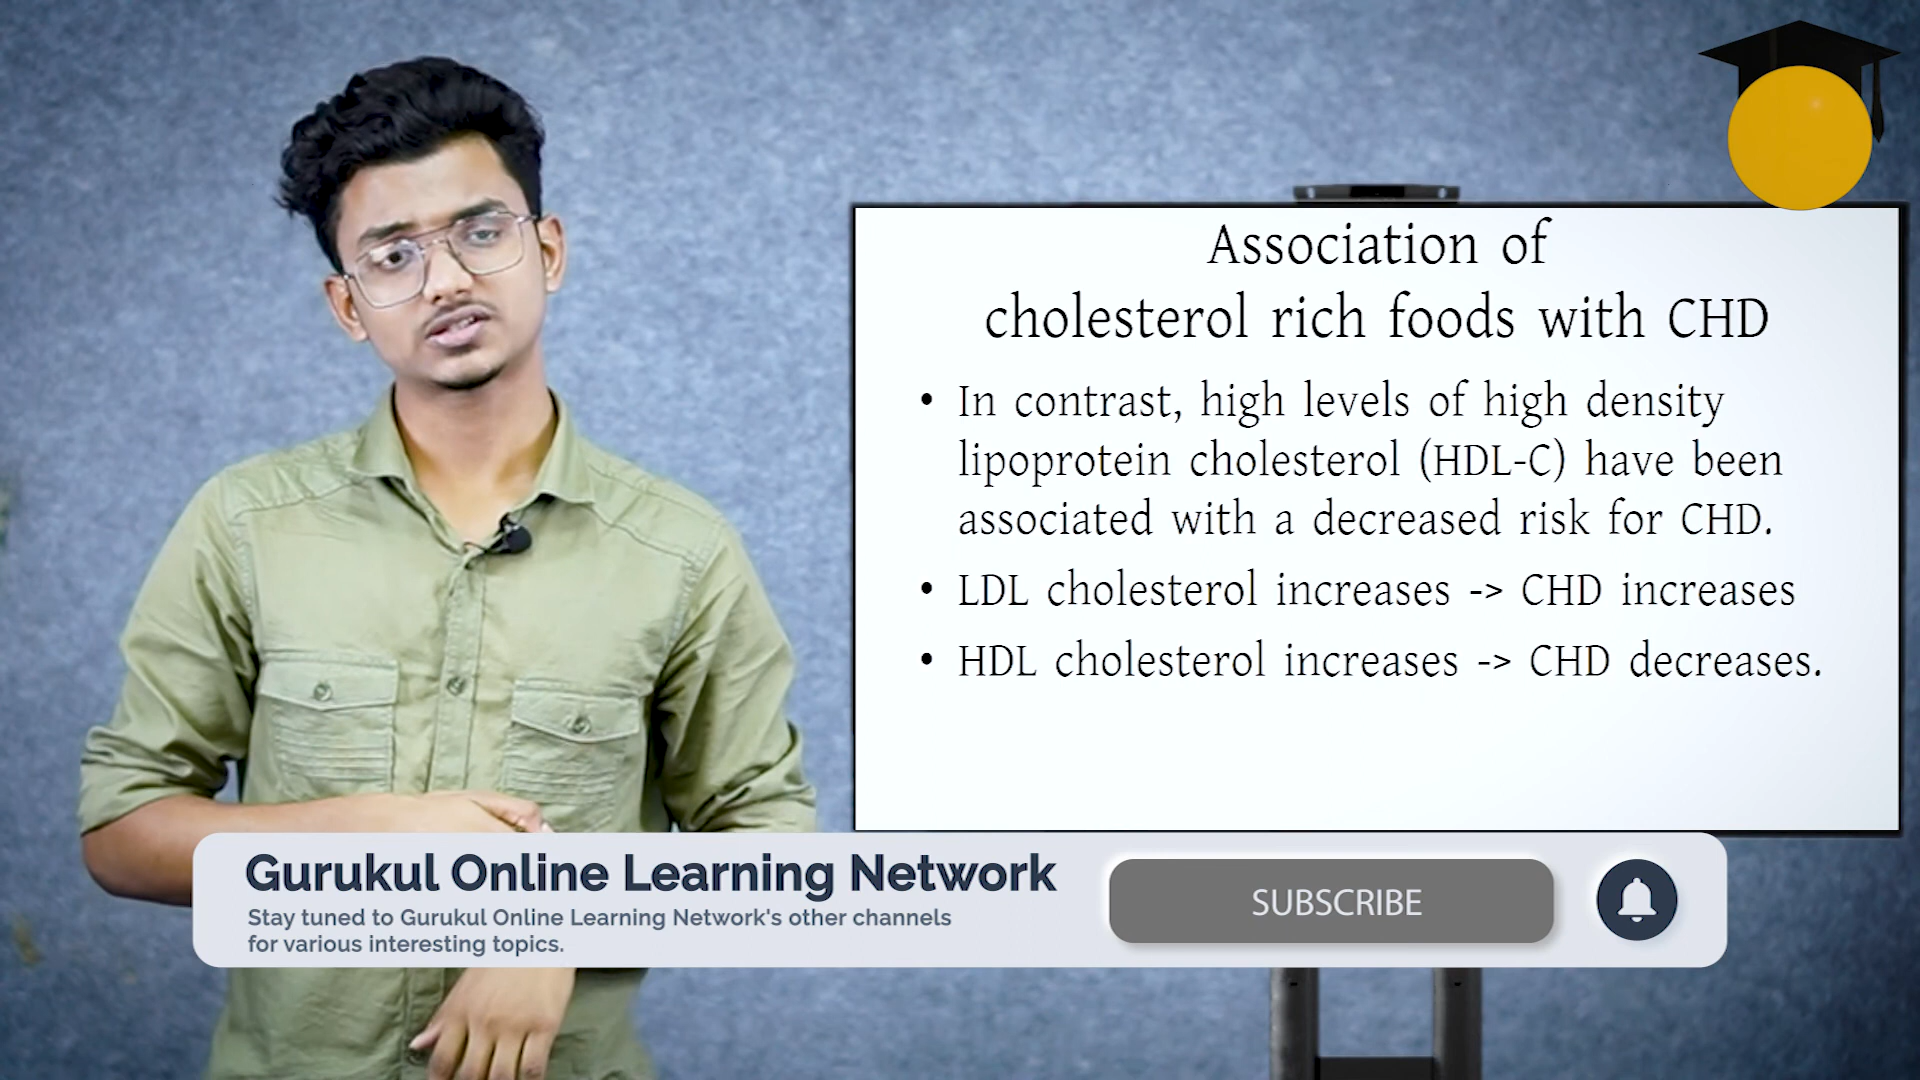 Association of
cholesterol rich foods with CHD
• In contrast, high levels of high density
lipoprotein cholesterol (HDL-C) have been
associated with a decreased risk for CHD.
• LDL cholesterol increases -> CHD increases
• HDL cholesterol increases -> CHD decreases.
Gurukul Online Learning Network
Stay tuned to Gurukul Online Learning Network's other channels
for various interesting topics.
SUBSCRIBE